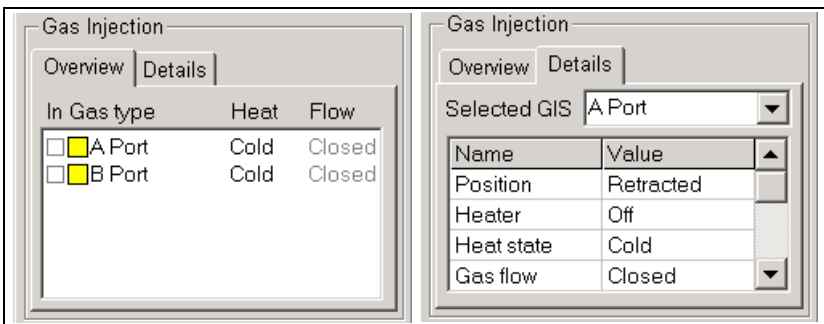 Gas Injection
Overview Details
In Gas type Heat Flow
A Port Cold Closed
B Port Cold Closed
Gas Injection
Overview Details
Selected GIS A Port
Name Value
Position Retracted
Heater Off
Heat state Cold
Gas flow Closed